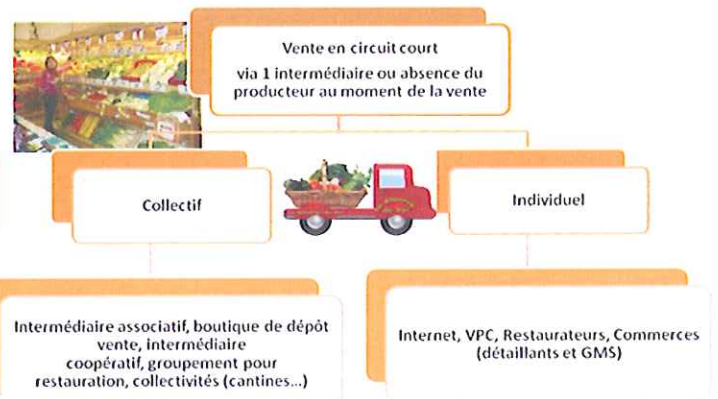 Vente en circuit court
via 1 intermédiaire ou absence du
producteur au moment de la vente
Collectif
Individuel
Intermédiaire associatif, boutique de dépôt
vente, intermédiaire
coopératif, groupement pour
restauration, collectivités (cantines...)
Internet, VPC, Restaurateurs, Commerces
(détaillants et GMS)